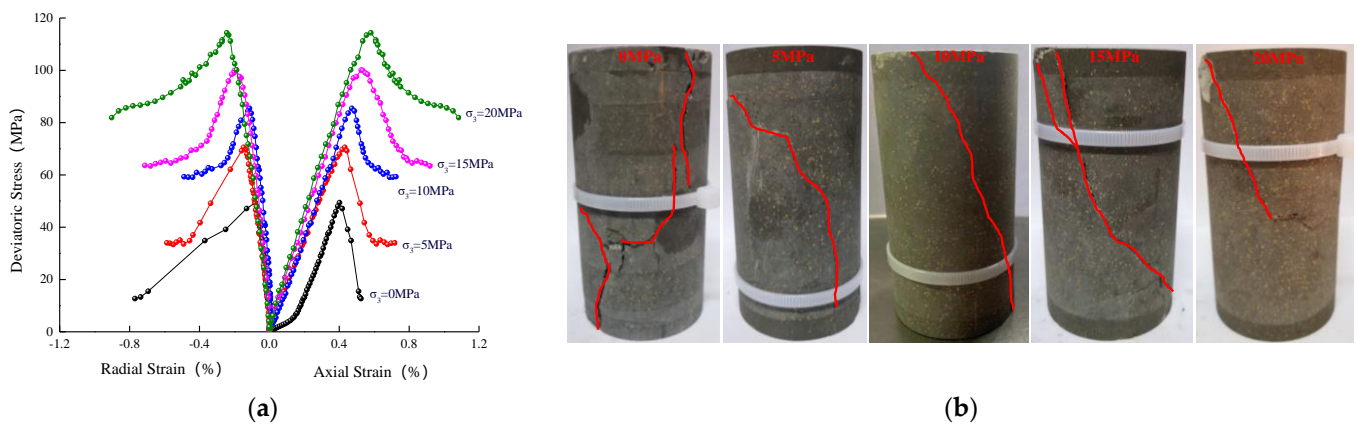 120
100
80
60
40
20
0
-1.2
-0.8
-0.4
0.0
0.4
0.8
1.2
Deviatoric Stress (MPa)
Radial Strain (%)
Axial Strain (%)
σ3=20MPa
σ3=15MPa
σ3=10MPa
σ3=5MPa
σ3=0MPa
(a)
0MPa
5MPa
10MPa
15MPa
20MPa
(b)